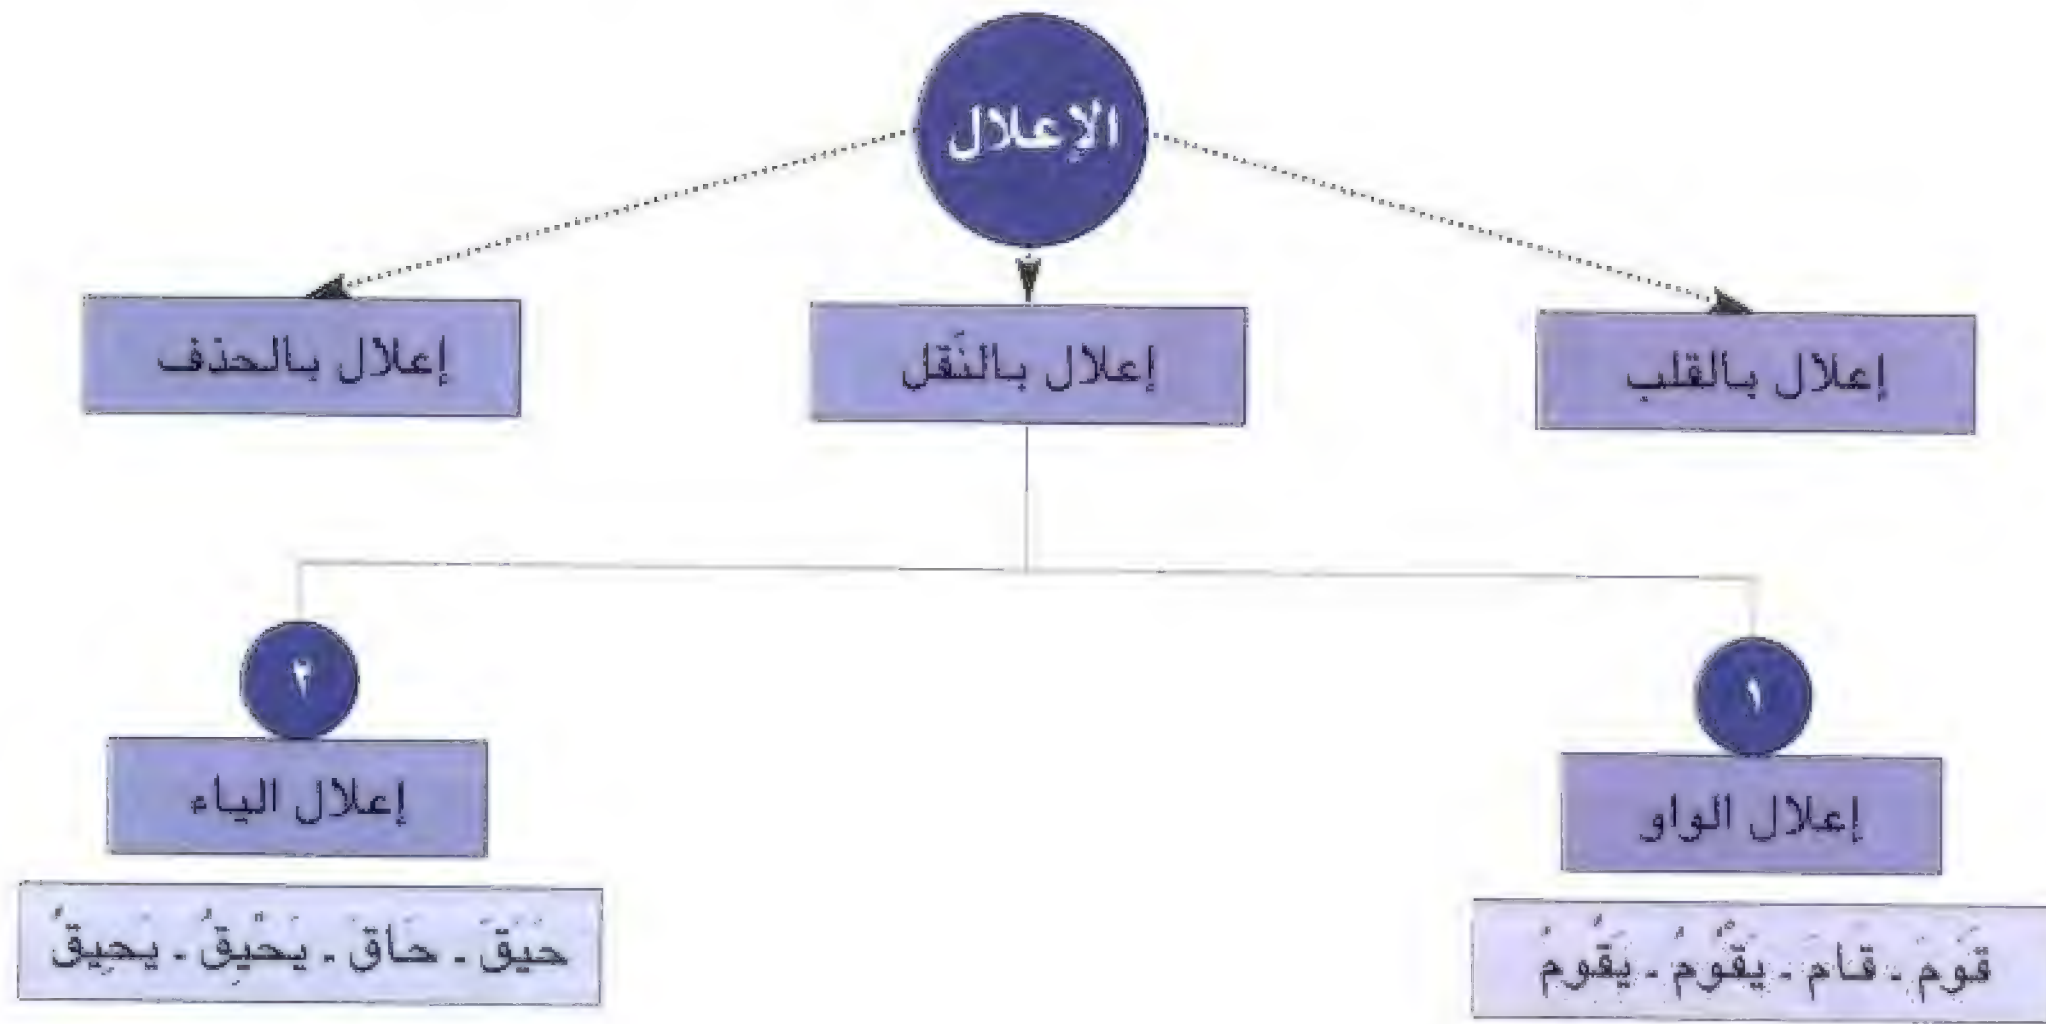 الإعلال
إعلال بالقلب
إعلال بالنَّقل
إعلال بالحذف
١
إعلال الواو
قَوَمَ - قَامَ - يَقْوُمُ - يَقُومُ
٢
إعلال الياء
حَيَقَ - حَاقَ - يَحْيِقُ - يَحِيقُ